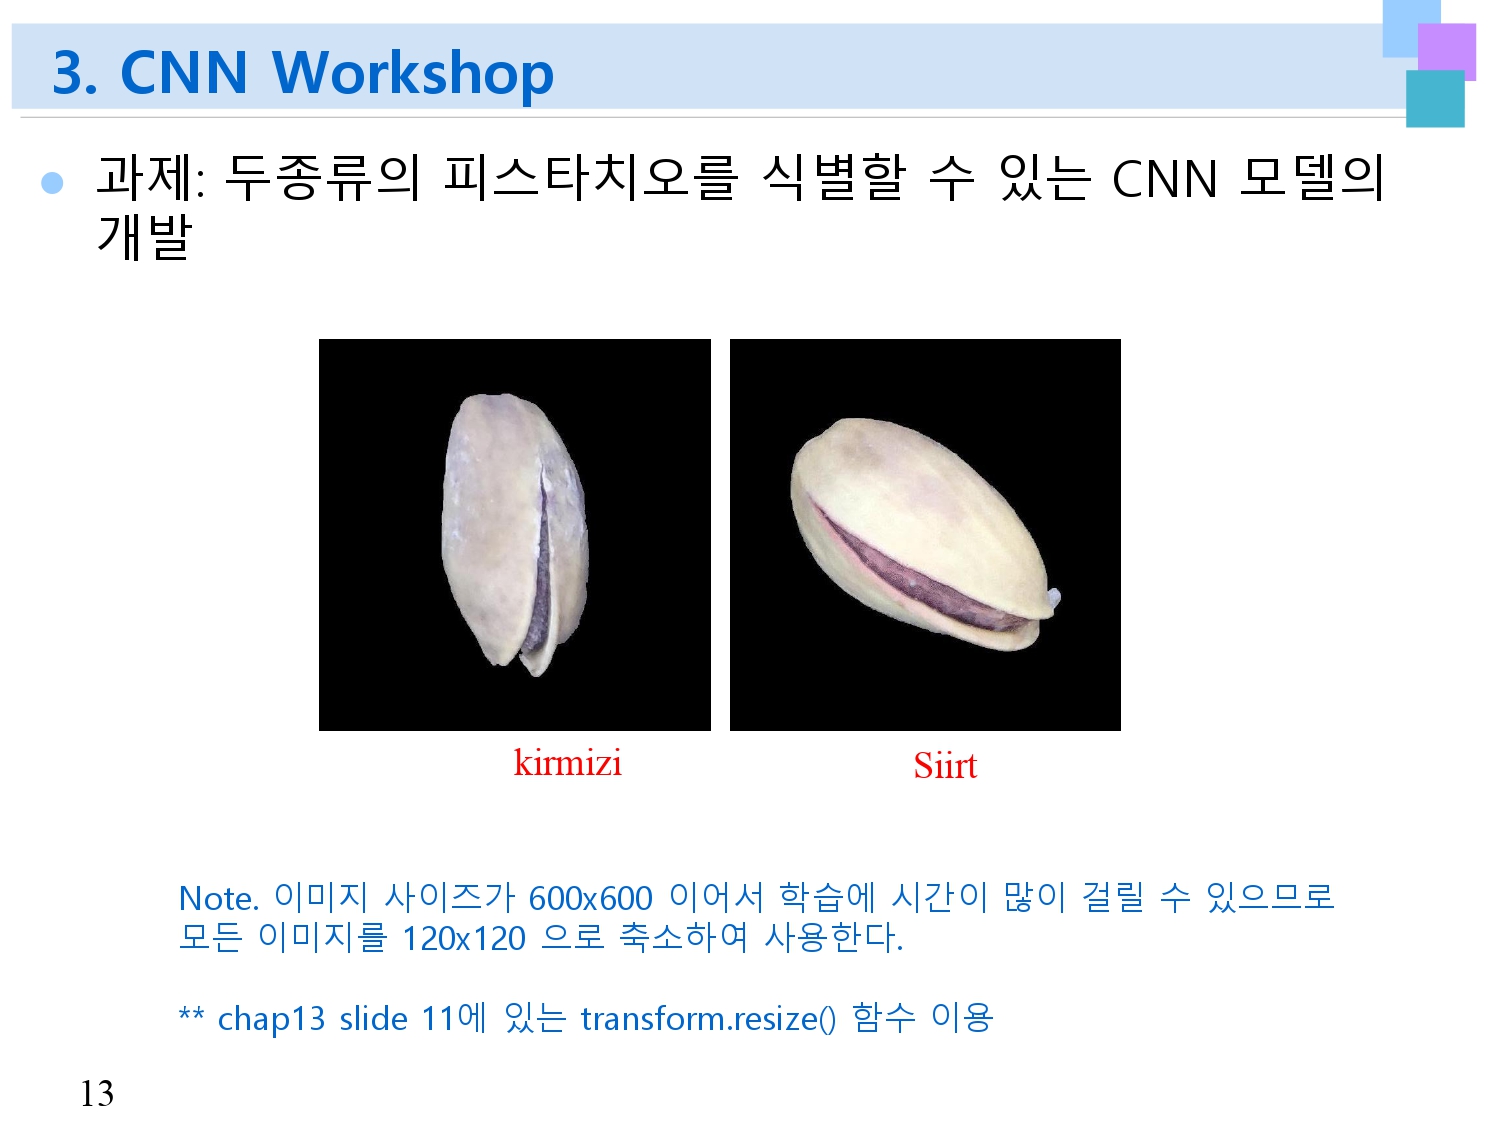 3. CNN Workshop
과제: 두종류의 피스타치오를 식별할 수 있는 CNN 모델의
개발
kirmizi
Siirt
Note. 이미지 사이즈가 600x600 이어서 학습에 시간이 많이 걸릴 수 있으므로
모든 이미지를 120x120 으로 축소하여 사용한다.
** chap13 slide 11에 있는 transform.resize() 함수 이용
13